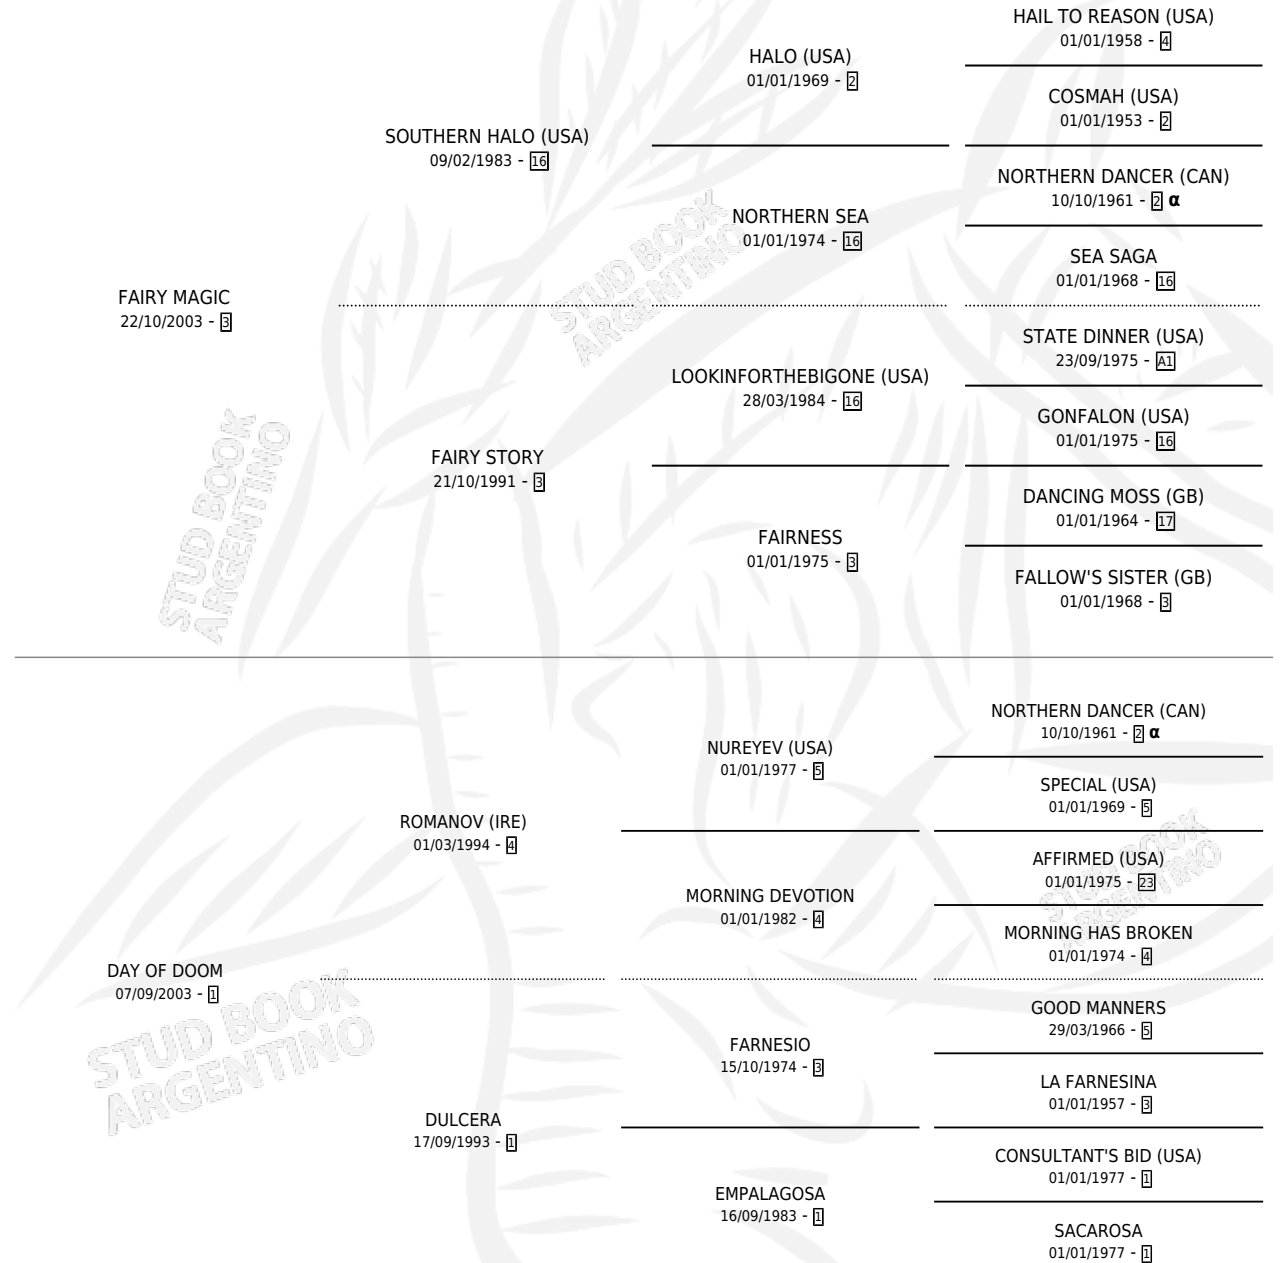 HAIL TO REASON (USA)
01/01/1958 - 4
HALO (USA)
01/01/1969 - 2
COSMAH (USA)
01/01/1953 - 2
SOUTHERN HALO (USA)
09/02/1983 - 16
NORTHERN DANCER (CAN)
10/10/1961 - 2 α
NORTHERN SEA
01/01/1974 - 16
SEA SAGA
01/01/1968 - 16
FAIRY MAGIC
22/10/2003 - 3
STATE DINNER (USA)
23/09/1975 - A1
LOOKINFORTHEBIGONE (USA)
28/03/1984 - 16
GONFALON (USA)
01/01/1975 - 16
FAIRY STORY
21/10/1991 - 3
DANCING MOSS (GB)
01/01/1964 - 17
FAIRNESS
01/01/1975 - 3
FALLOW'S SISTER (GB)
01/01/1968 - 3
NORTHERN DANCER (CAN)
10/10/1961 - 2 α
NUREYEV (USA)
01/01/1977 - 5
SPECIAL (USA)
01/01/1969 - 5
ROMANOV (IRE)
01/03/1994 - 4
AFFIRMED (USA)
01/01/1975 - 23
MORNING DEVOTION
01/01/1982 - 4
MORNING HAS BROKEN
01/01/1974 - 4
DAY OF DOOM
07/09/2003 - 1
GOOD MANNERS
29/03/1966 - 5
FARNESIO
15/10/1974 - 3
LA FARNESINA
01/01/1957 - 3
DULCERA
17/09/1993 - 1
CONSULTANT'S BID (USA)
01/01/1977 - 1
EMPALAGOSA
16/09/1983 - 1
SACAROSA
01/01/1977 - 1
STUD BOOK
ARGENTINO
STUD BOOK
ARGENTINO
STUD BOOK
ARGENTINO
STUD BOOK
ARGENTINO